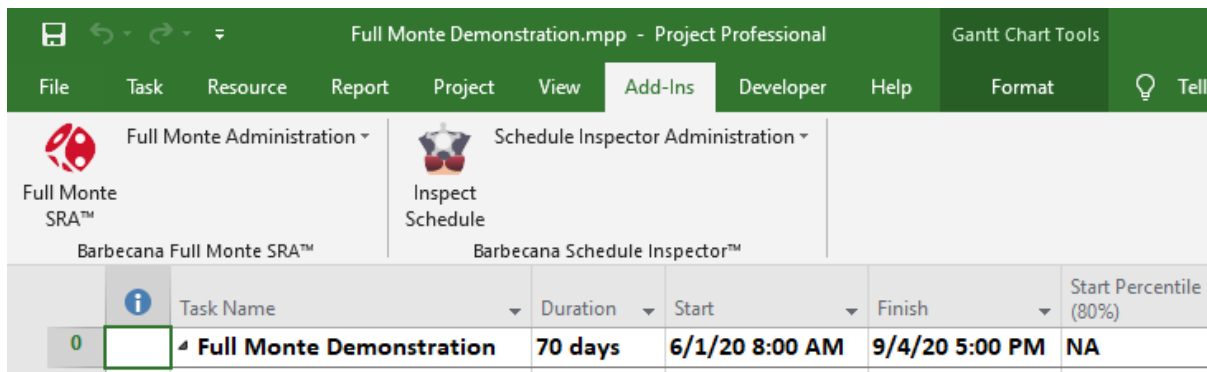 Full Monte Demonstration.mpp - Project Professional Gantt Chart Tools
File Task Resource Report Project View Add-Ins Developer Help Format Tell
Full Monte Administration Schedule Inspector Administration
Full Monte Inspect
SRA™ Schedule
Barbecana Full Monte SRA™ Barbecana Schedule Inspector™
Start Percentile
Task Name Duration Start Finish (80%)
0 Full Monte Demonstration 70 days 6/1/20 8:00 AM 9/4/20 5:00 PM NA